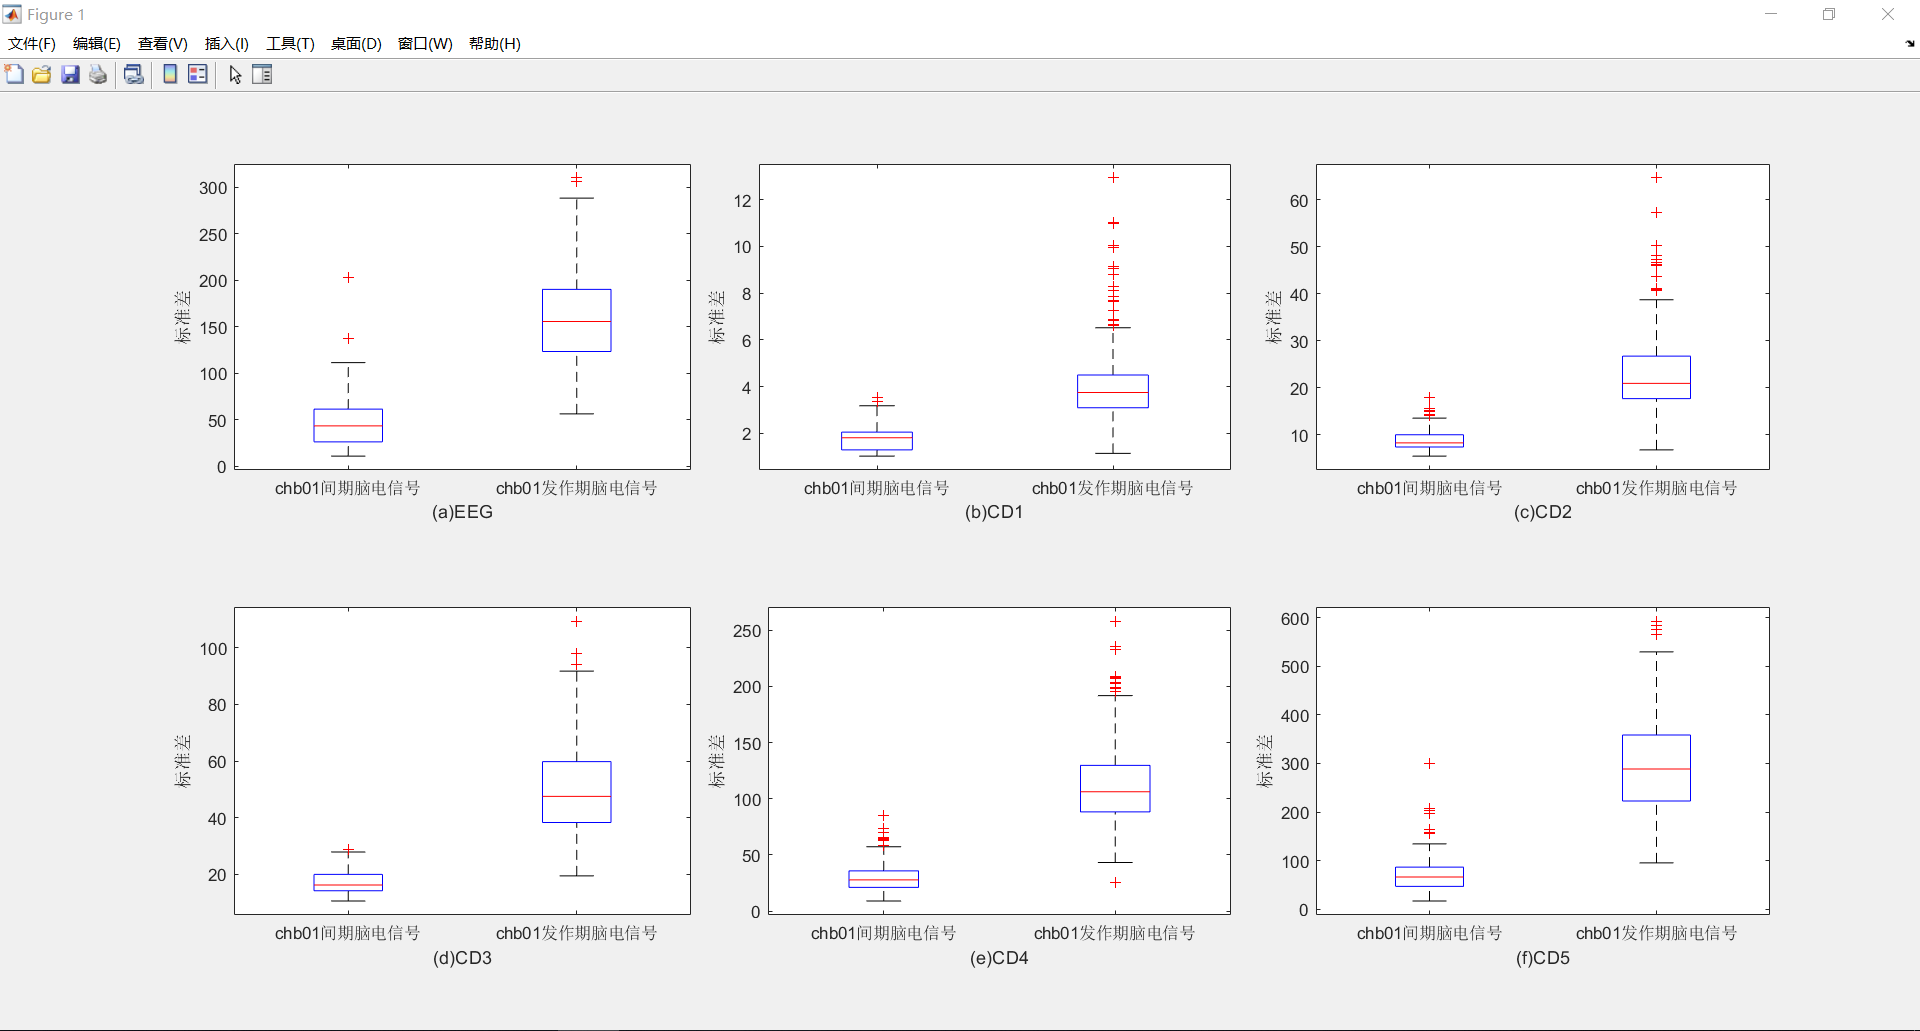 Figure 1
文件(F) 编辑(E) 查看(V) 插入(I) 工具(T) 桌面(D) 窗口(W) 帮助(H)
标准差
300
250
200
150
100
50
0
chb01间期脑电信号 chb01发作期脑电信号
(a)EEG
标准差
12
10
8
6
4
2
chb01间期脑电信号 chb01发作期脑电信号
(b)CD1
标准差
60
50
40
30
20
10
chb01间期脑电信号 chb01发作期脑电信号
(c)CD2
标准差
100
80
60
40
20
chb01间期脑电信号 chb01发作期脑电信号
(d)CD3
标准差
250
200
150
100
50
0
chb01间期脑电信号 chb01发作期脑电信号
(e)CD4
标准差
600
500
400
300
200
100
0
chb01间期脑电信号 chb01发作期脑电信号
(f)CD5